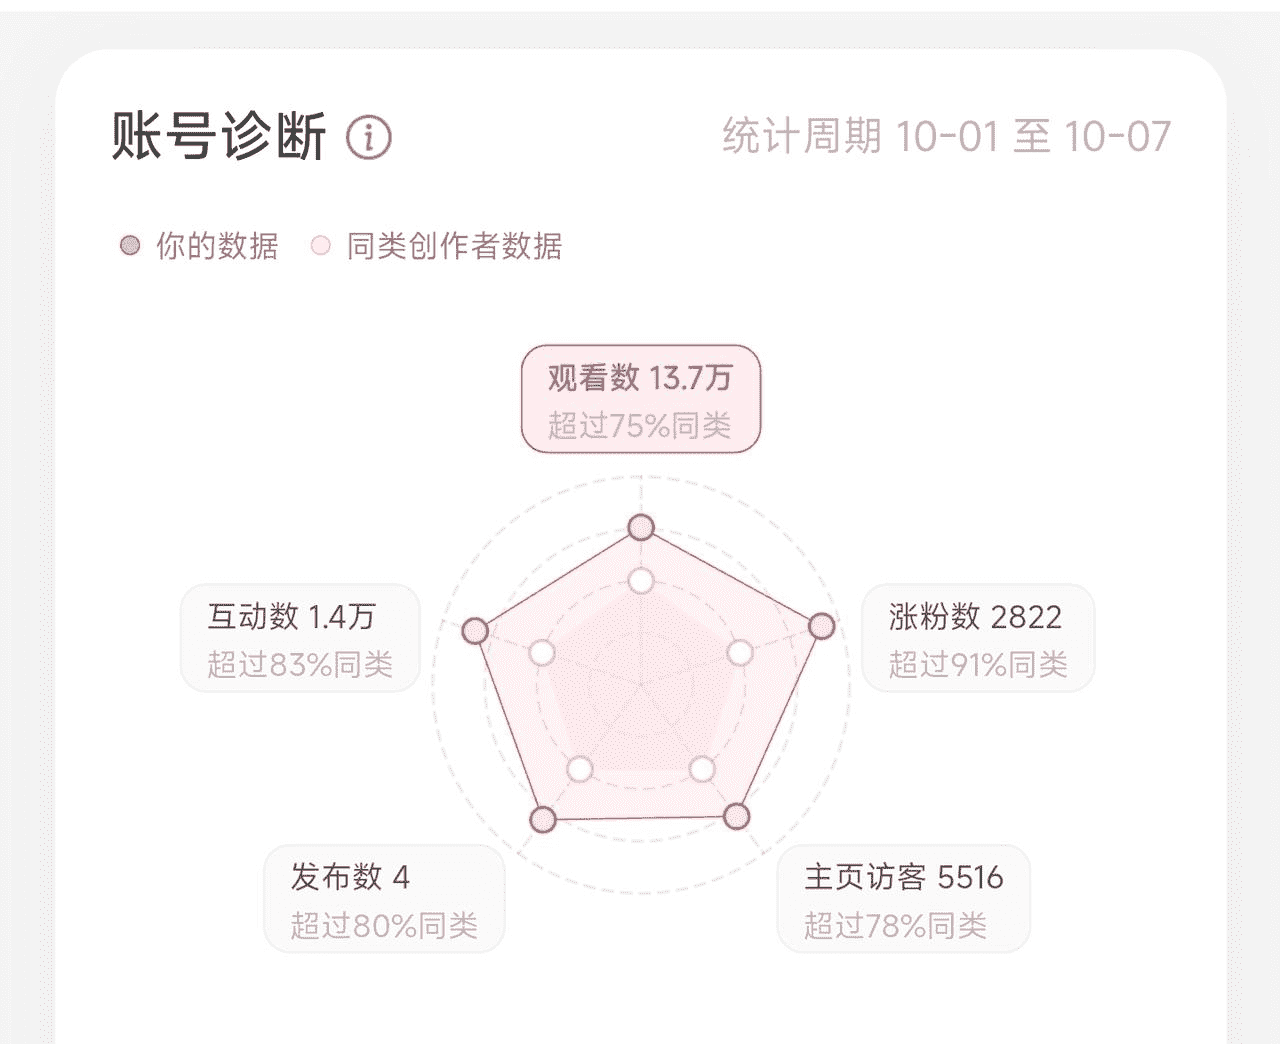 账号诊断
统计周期 10-01 至 10-07
你的数据 同类创作者数据
观看数 13.7万
超过75%同类
互动数 1.4万
超过83%同类
涨粉数 2822
超过91%同类
发布数 4
超过80%同类
主页访客 5516
超过78%同类